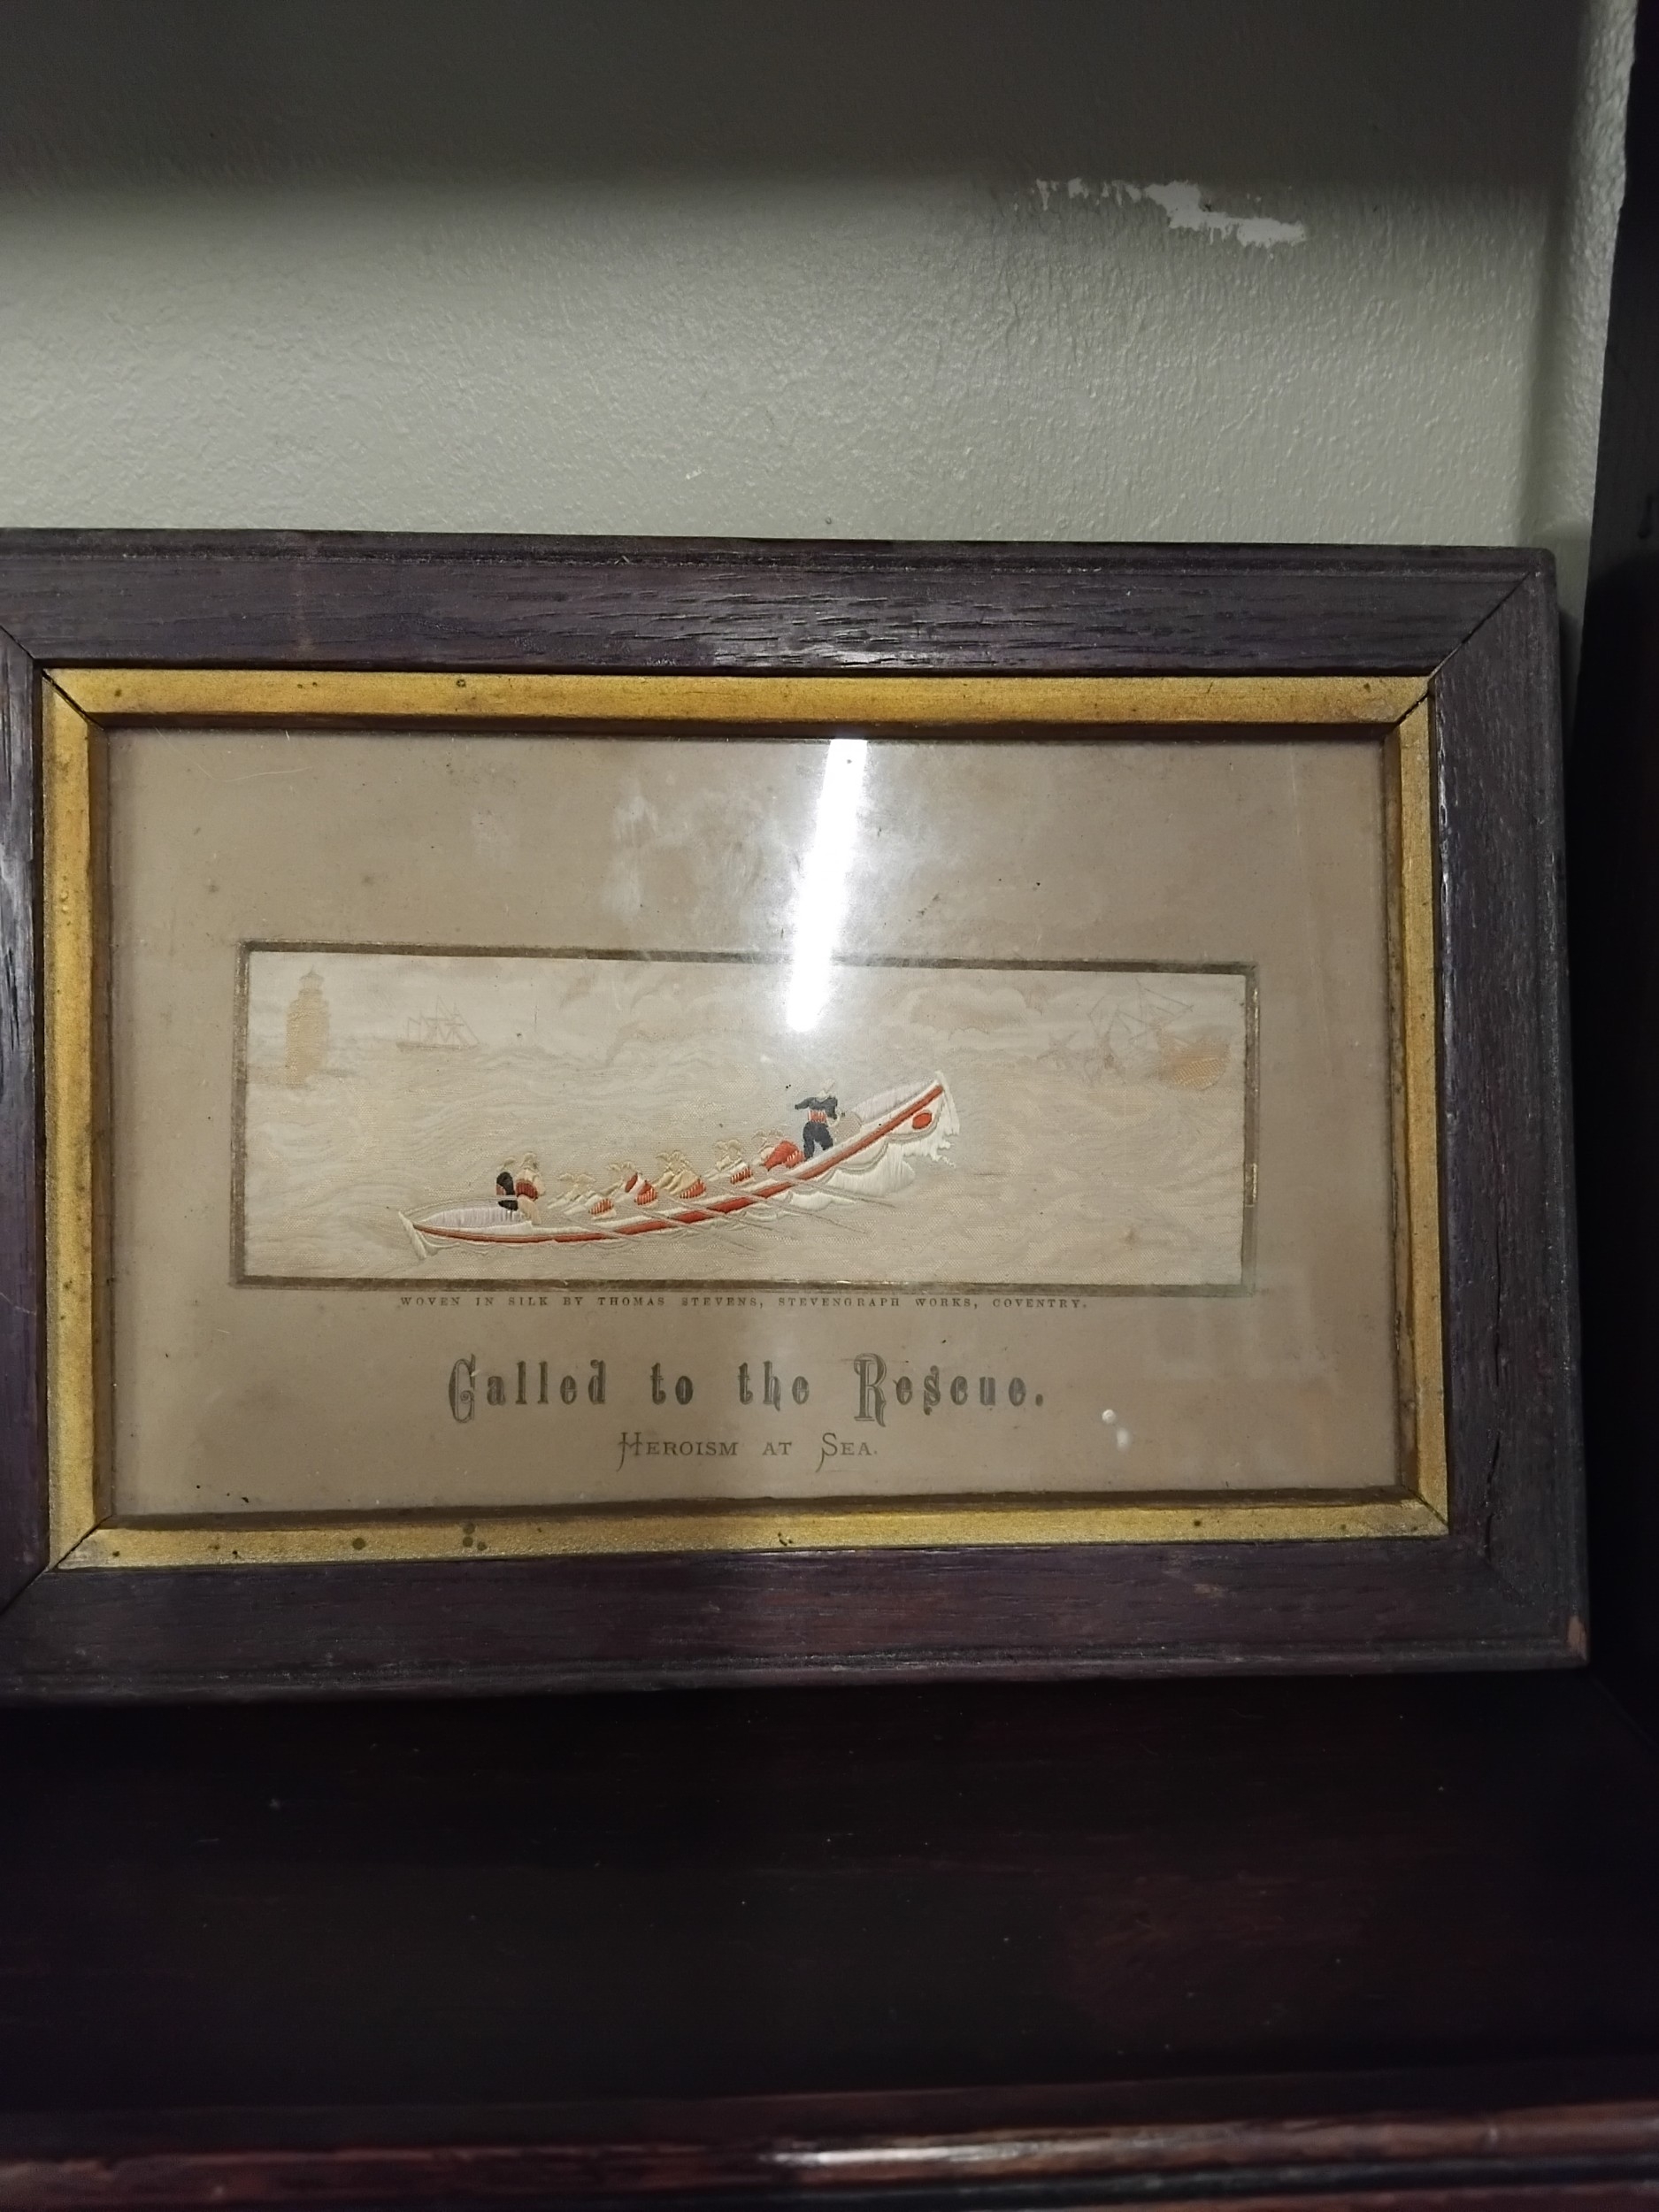 WOVEN IN SILK BY THOMAS STEVENS, STEVENGRAPH WORKS, COVENTRY.
Called to the Rescue.
HEROISM AT SEA.